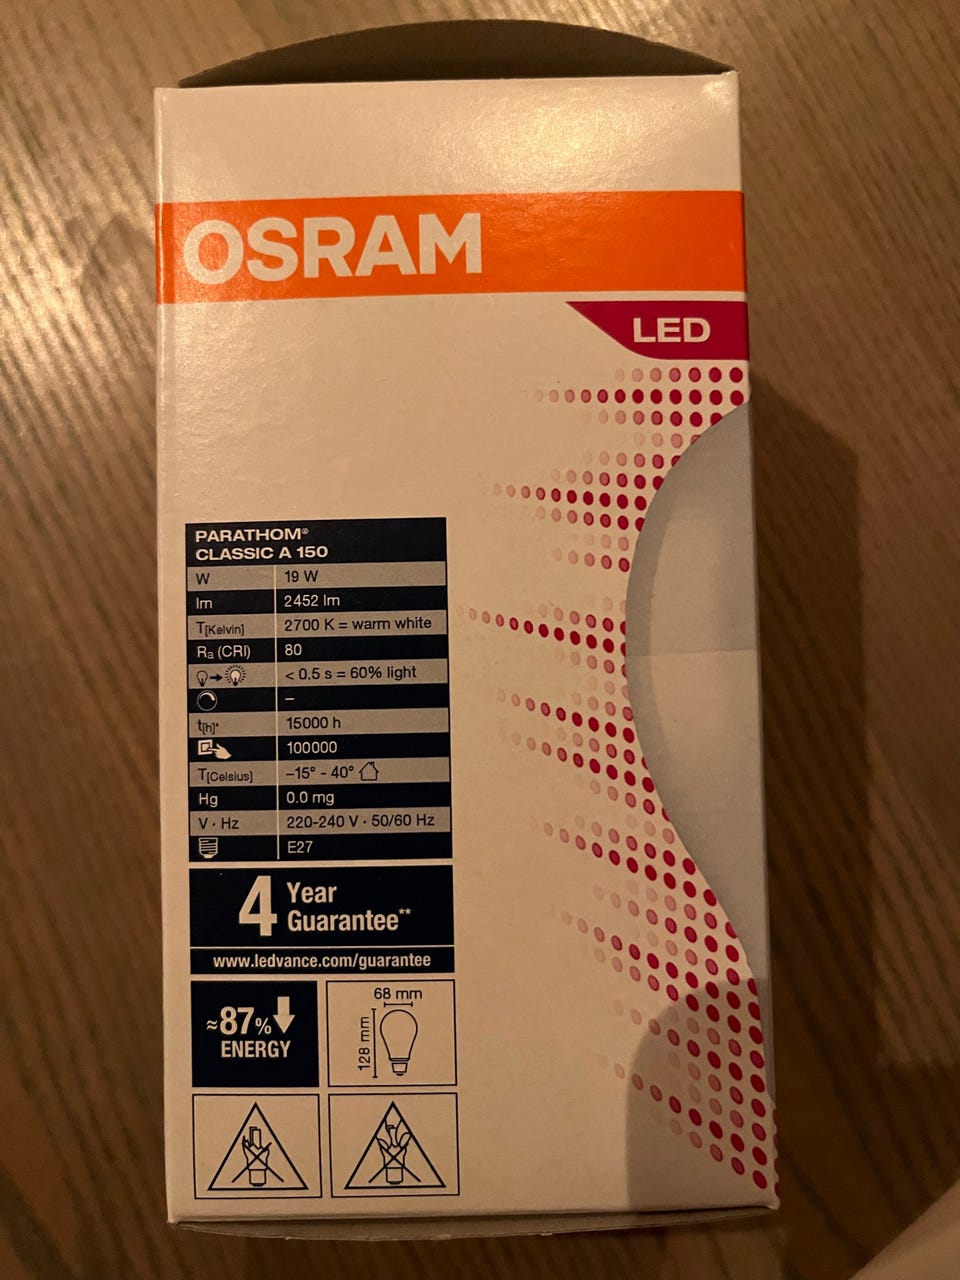 OSRAM
LED
PARATHOM®
CLASSIC A 150
W 19 W
lm 2452 lm
T[Kelvin] 2700 K = warm white
Ra (CRI) 80
< 0.5 s = 60% light
–
t[h]* 15000 h
100000
T[Celsius] –15° - 40°
Hg 0.0 mg
V · Hz 220-240 V · 50/60 Hz
E27
4 Year
Guarantee**
www.ledvance.com/guarantee
≈87%
ENERGY
68 mm
128 mm